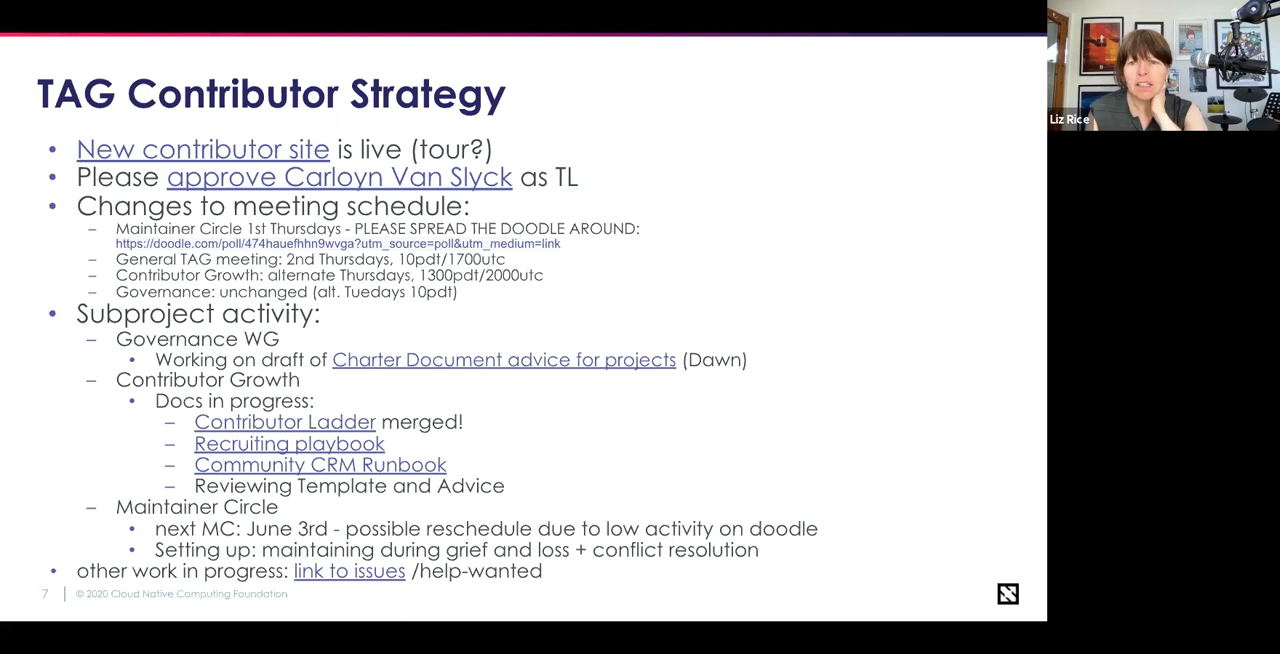 TAG Contributor Strategy
• New contributor site is live (tour?)
• Please approve Carloyn Van Slyck as TL
• Changes to meeting schedule:
– Maintainer Circle 1st Thursdays - PLEASE SPREAD THE DOODLE AROUND:
https://doodle.com/poll/474hauefhhn9wvga?utm_source=poll&utm_medium=link
– General TAG meeting: 2nd Thursdays, 10pdt/1700utc
– Contributor Growth: alternate Thursdays, 1300pdt/2000utc
– Governance: unchanged (alt. Tuedays 10pdt)
• Subproject activity:
– Governance WG
• Working on draft of Charter Document advice for projects (Dawn)
– Contributor Growth
• Docs in progress:
– Contributor Ladder merged!
– Recruiting playbook
– Community CRM Runbook
– Reviewing Template and Advice
– Maintainer Circle
• next MC: June 3rd - possible reschedule due to low activity on doodle
• Setting up: maintaining during grief and loss + conflict resolution
• other work in progress: link to issues /help-wanted
7 | © 2020 Cloud Native Computing Foundation
Liz Rice